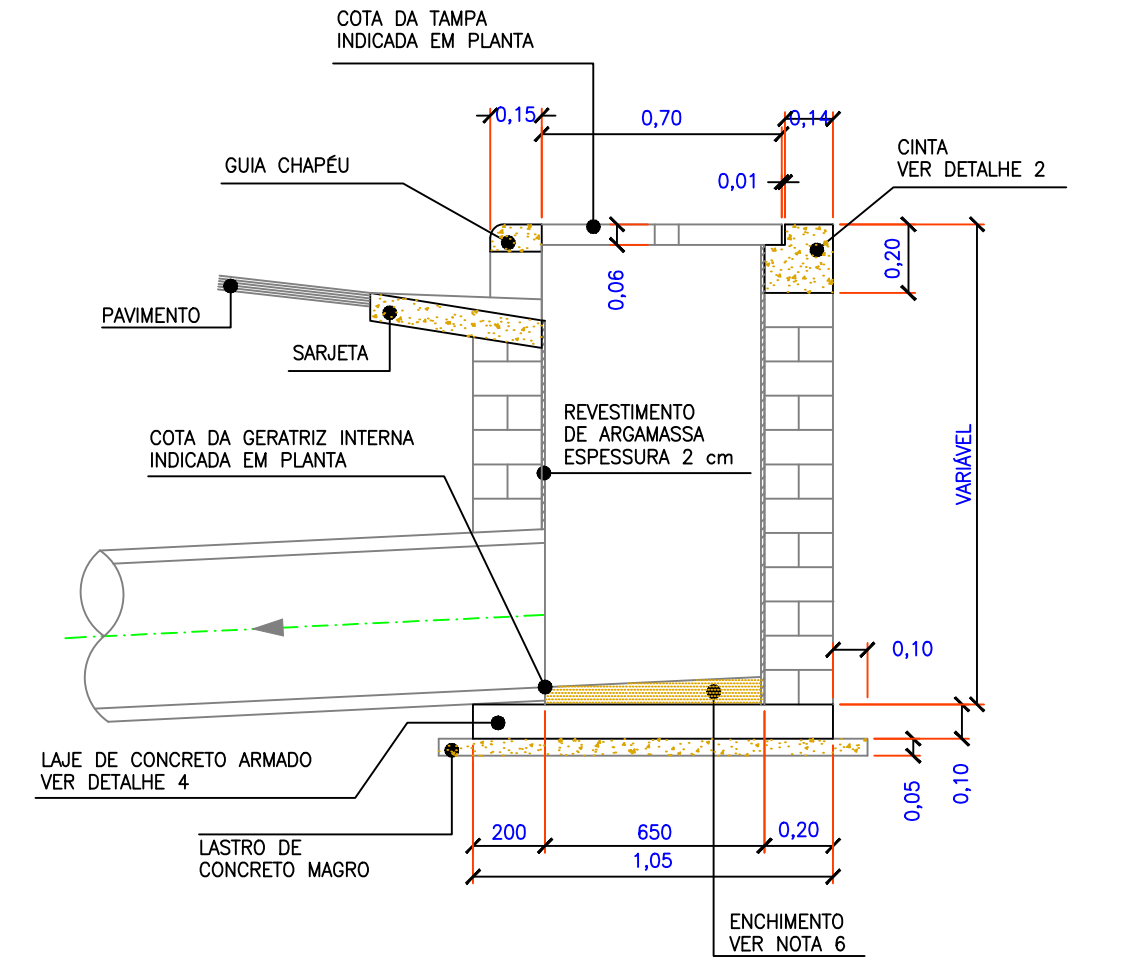 COTA DA TAMPA
INDICADA EM PLANTA
0,15
0,70
0,14
CINTA
VER DETALHE 2
GUIA CHAPÉU
0,01
0,20
0,06
PAVIMENTO
SARJETA
REVESTIMENTO
DE ARGAMASSA
ESPESSURA 2 cm
COTA DA GERATRIZ INTERNA
INDICADA EM PLANTA
VARIÁVEL
0,10
LAJE DE CONCRETO ARMADO
VER DETALHE 4
0,05
0,10
LASTRO DE
CONCRETO MAGRO
200
650
0,20
1,05
ENCHIMENTO
VER NOTA 6